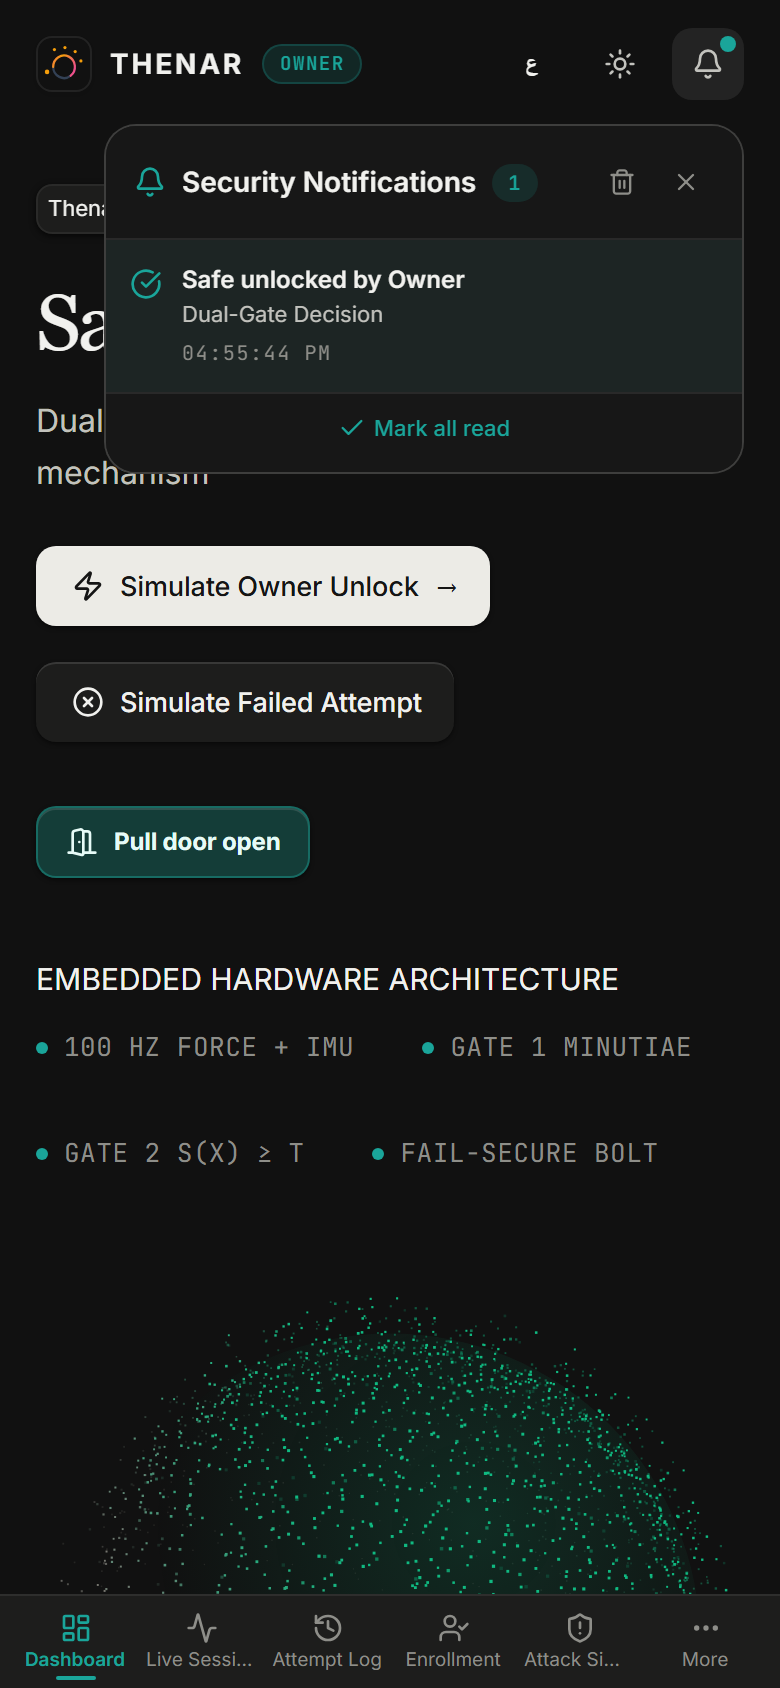 THENAR OWNER ع
Security Notifications 1
Safe unlocked by Owner
Dual-Gate Decision
04:55:44 PM
Mark all read
Dual
mechanism
Simulate Owner Unlock →
Simulate Failed Attempt
Pull door open
EMBEDDED HARDWARE ARCHITECTURE
100 HZ FORCE + IMU GATE 1 MINUTIAE
GATE 2 S(X) ≥ T FAIL-SECURE BOLT
Dashboard Live Sessi... Attempt Log Enrollment Attack Si... More